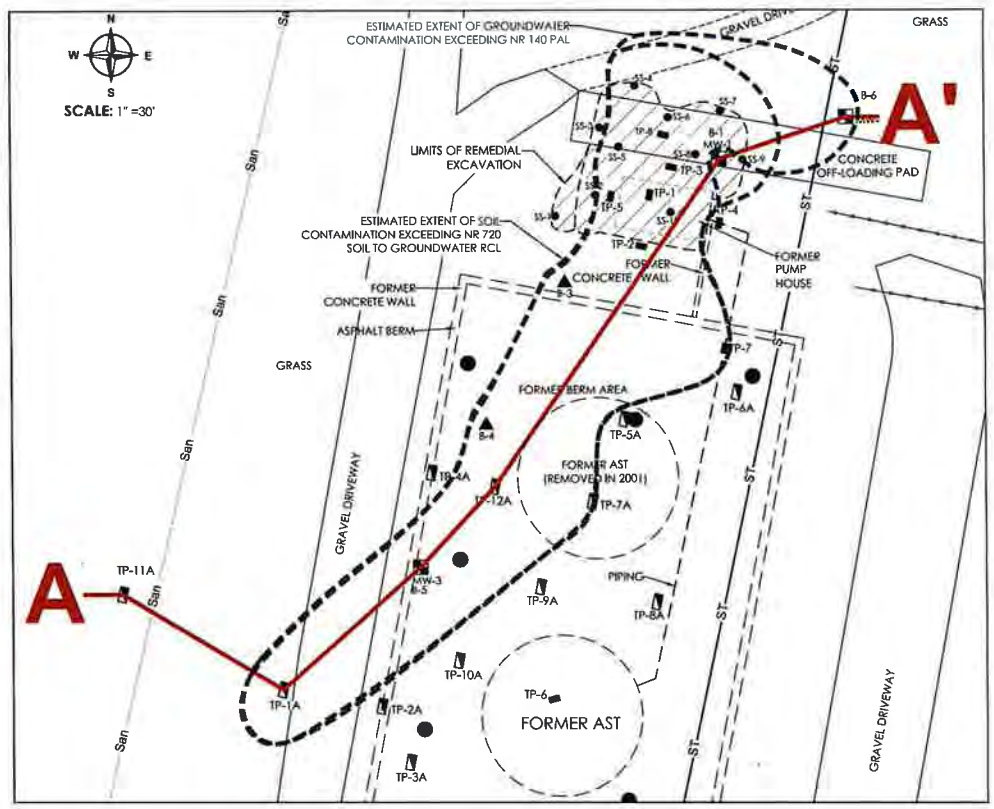 N
W
E
S
SCALE: 1" =30'
ESTIMATED EXTENT OF GROUNDWATER
CONTAMINATION EXCEEDING NR 140 PAL
GRAVEL DRIVE
GRASS
San
ST
B-6
A'
SS-4
SS-7
SS-6
SS-3
TP-8
B-1
MW-1
SS-5
SS-8
SS-9
TP-3
CONCRETE
OFF-LOADING PAD
LIMITS OF REMEDIAL
EXCAVATION
San
SS-2
TP-5
TP-1
SS-1
TP-4
ST
ESTIMATED EXTENT OF SOIL
CONTAMINATION EXCEEDING NR 720
SOIL TO GROUNDWATER RCL
TP-2
FORMER
CONCRETE WALL
FORMER
PUMP
HOUSE
B-3
FORMER
CONCRETE WALL
San
ASPHALT BERM
TP-7
S
GRASS
FORMER BERM AREA
TP-6A
TP-5A
B-4
San
FORMER AST
(REMOVED IN 2001)
TP-4A
ST
TP-12A
TP-7A
GRAVEL DRIVEWAY
A
TP-11A
San
MW-3
B-5
PIPING
TP-9A
TP-8A
ST
TP-10A
TP-1A
TP-2A
TP-6
FORMER AST
GRAVEL DRIVEWAY
San
ST
TP-3A